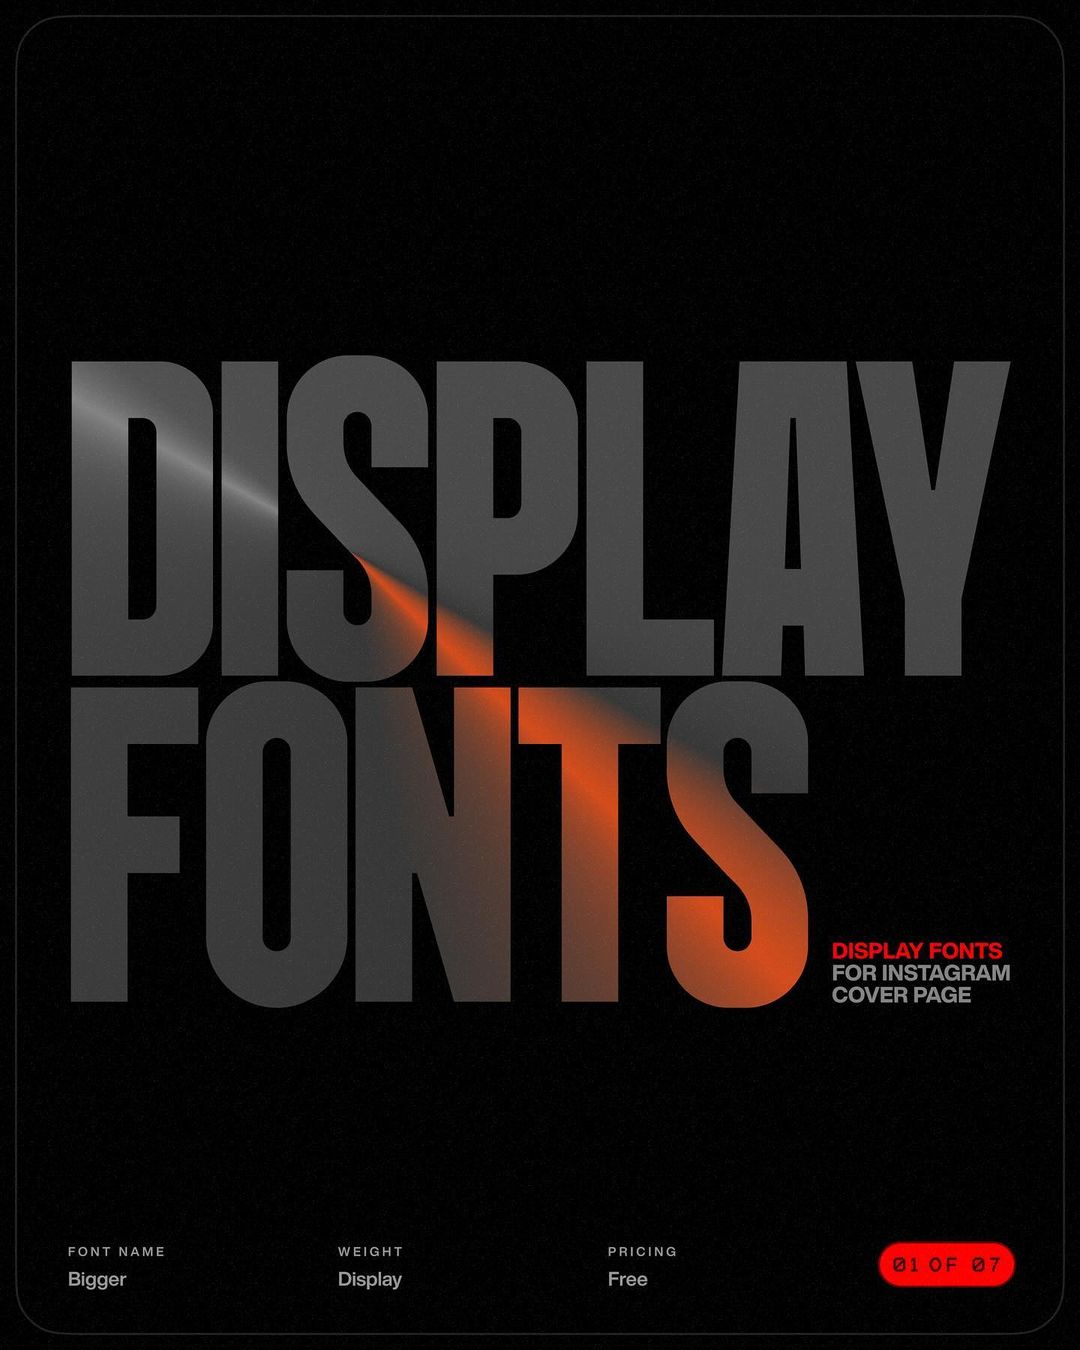 DISPLAY
FONTS
DISPLAY FONTS
FOR INSTAGRAM
COVER PAGE
FONT NAME
Bigger
WEIGHT
Display
PRICING
Free
01 OF 07